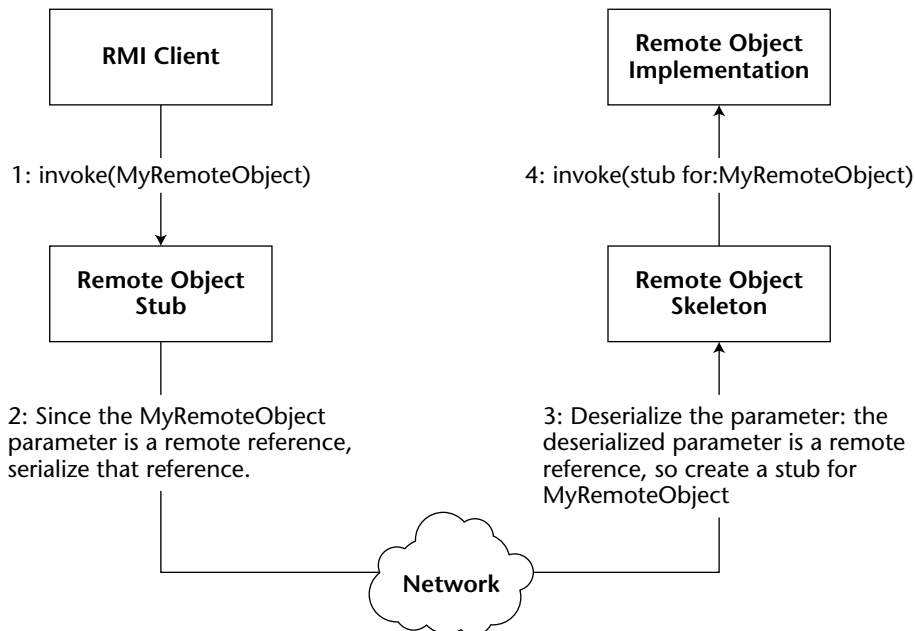 RMI Client
Remote Object
Implementation
1: invoke(MyRemoteObject)
4: invoke(stub for:MyRemoteObject)
Remote Object
Stub
Remote Object
Skeleton
2: Since the MyRemoteObject
parameter is a remote reference,
serialize that reference.
3: Deserialize the parameter: the
deserialized parameter is a remote
reference, so create a stub for
MyRemoteObject
Network